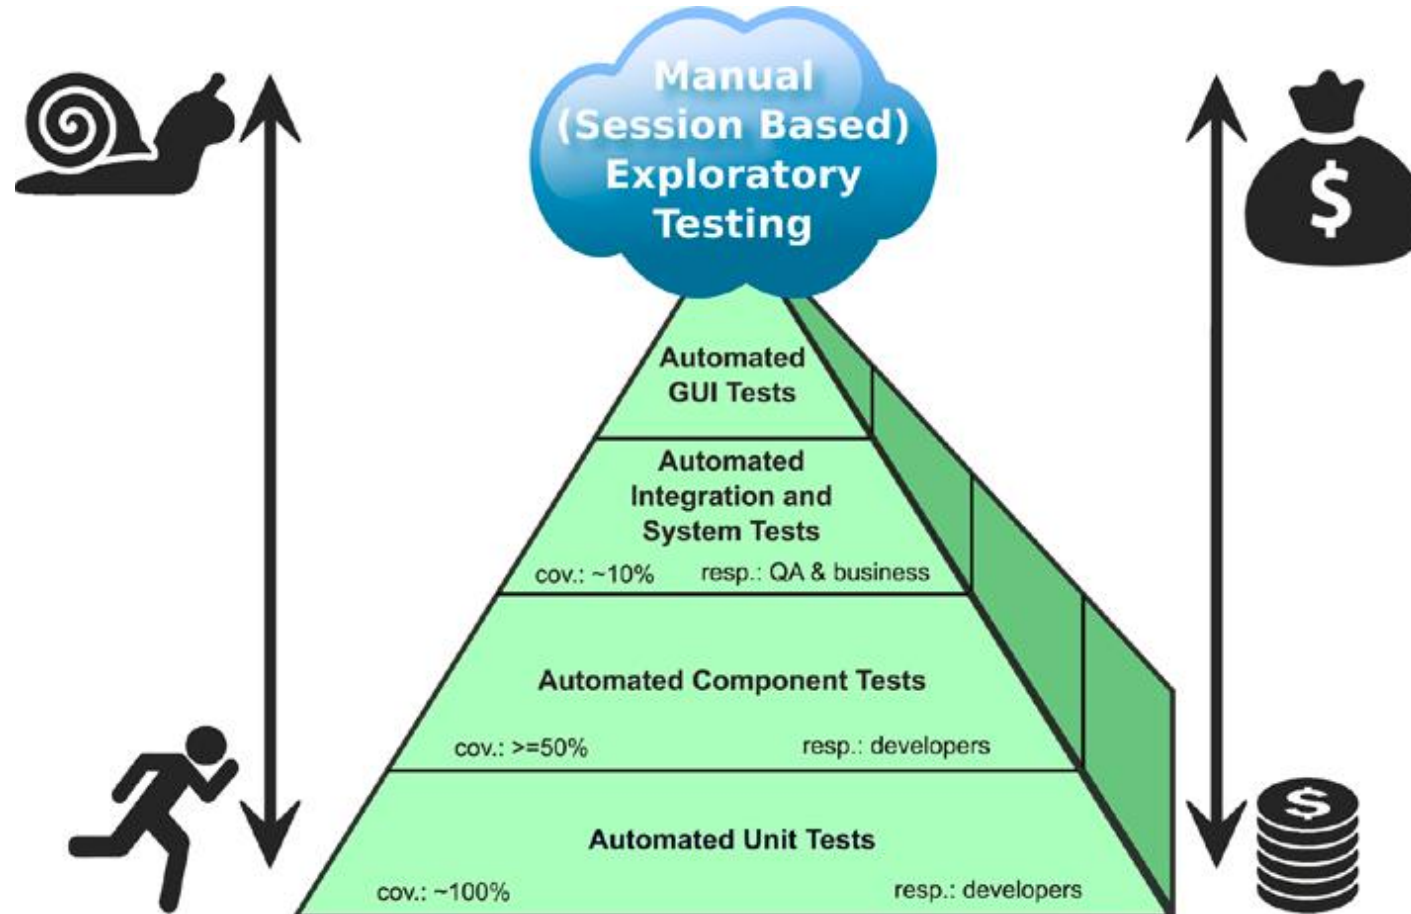 Manual
(Session Based)
Exploratory
Testing
$
Automated
GUI Tests
Automated
Integration and
System Tests
cov.: ~10% resp.: QA & business
Automated Component Tests
cov.: >=50% resp.: developers
Automated Unit Tests
$
cov.: ~100% resp.: developers